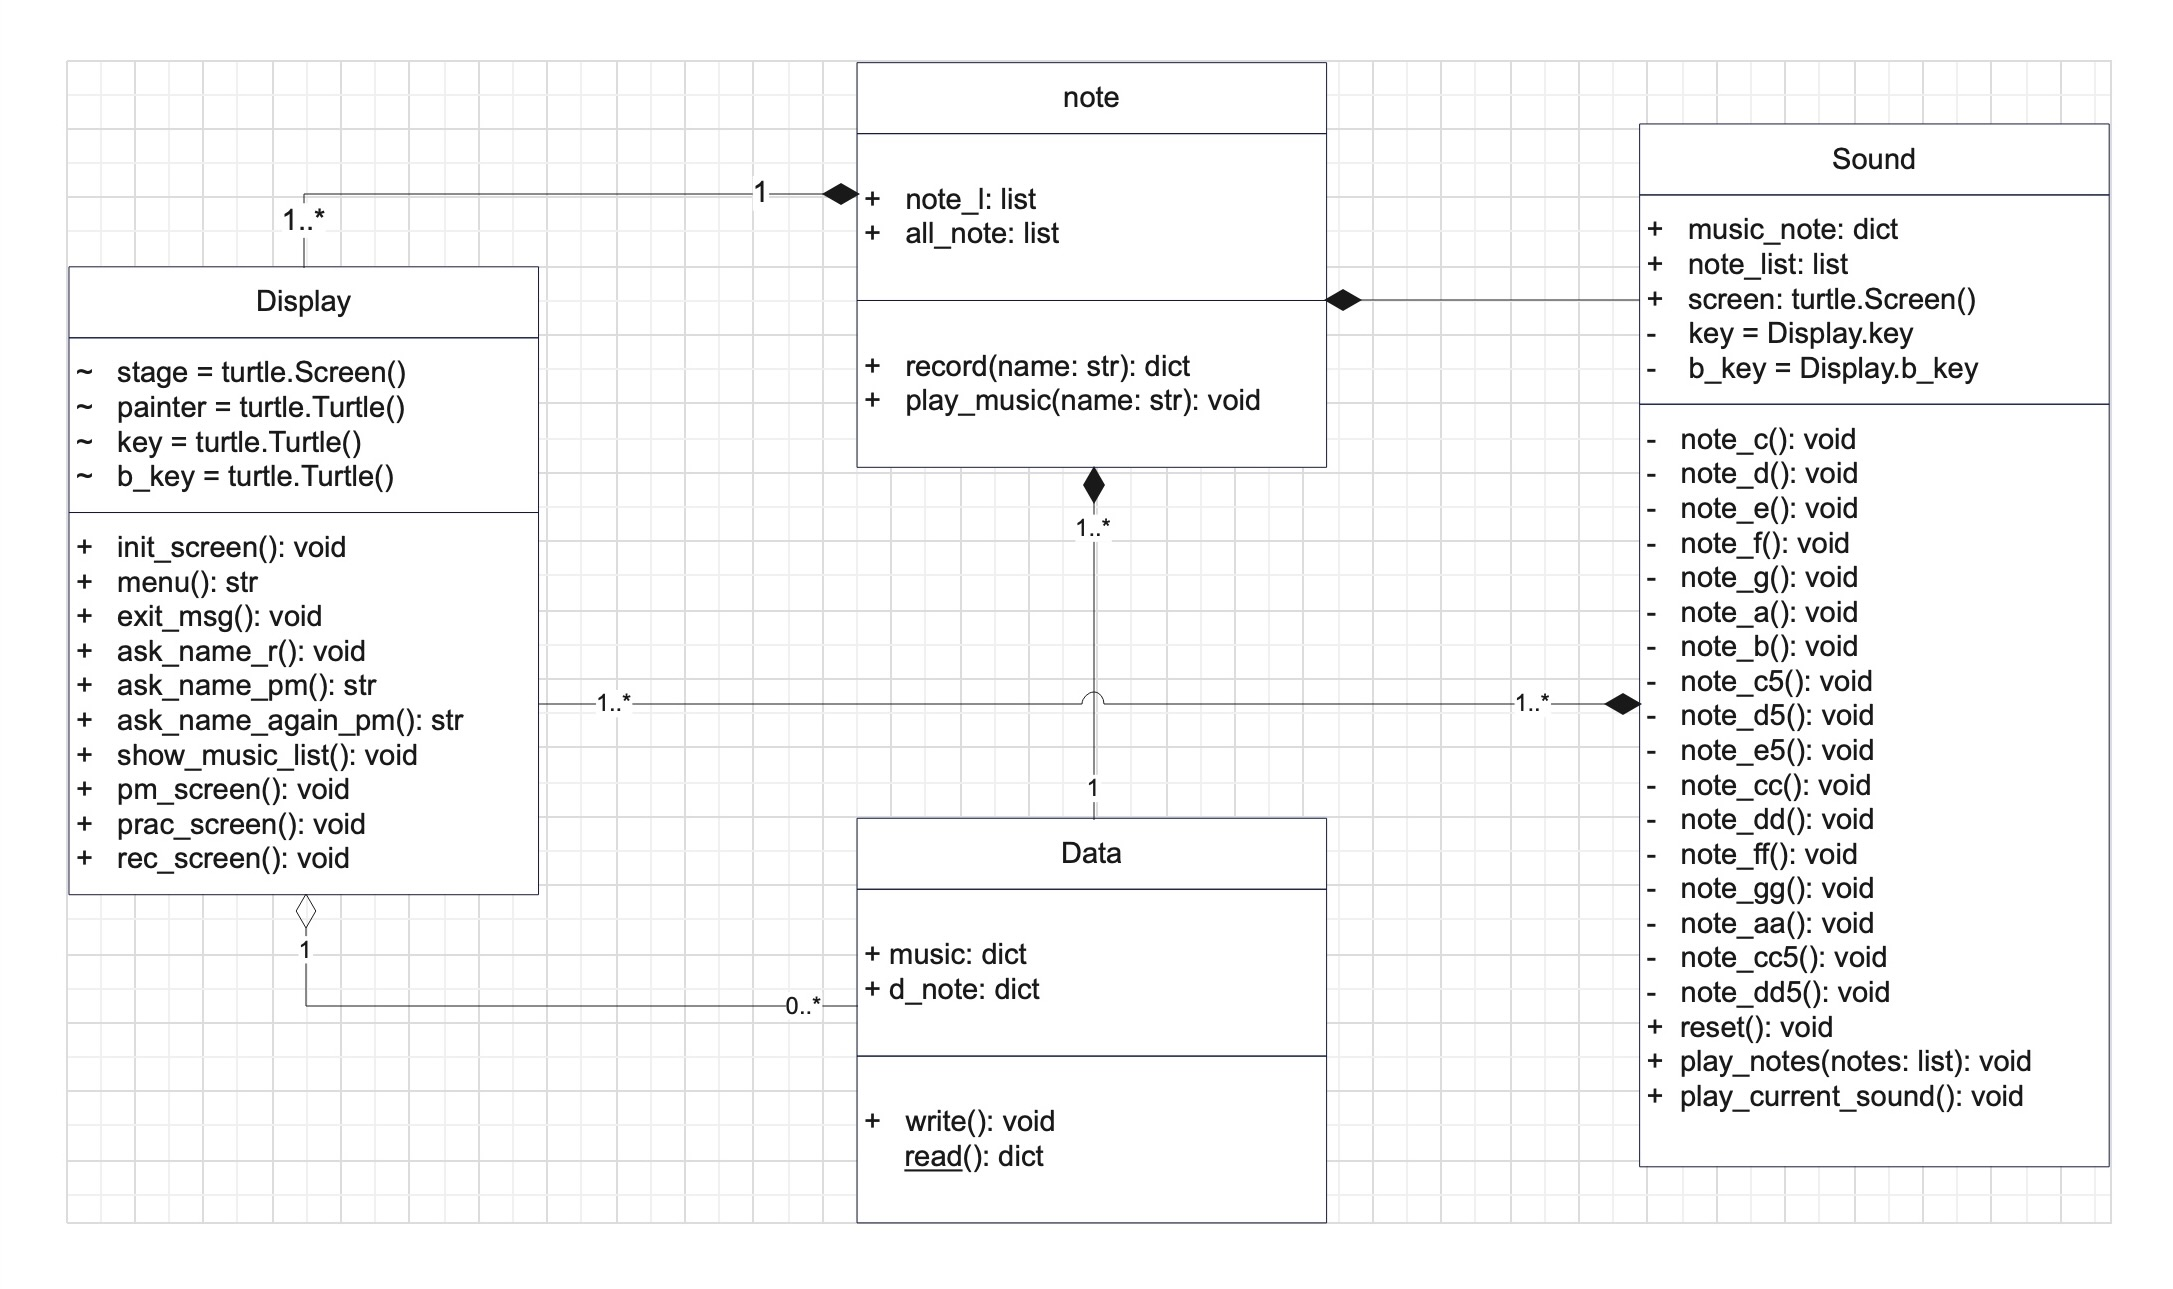 note
+ note_l: list
+ all_note: list
+ record(name: str): dict
+ play_music(name: str): void
1
1..*
Display
~ stage = turtle.Screen()
~ painter = turtle.Turtle()
~ key = turtle.Turtle()
~ b_key = turtle.Turtle()
+ init_screen(): void
+ menu(): str
+ exit_msg(): void
+ ask_name_r(): void
+ ask_name_pm(): str
+ ask_name_again_pm(): str
+ show_music_list(): void
+ pm_screen(): void
+ prac_screen(): void
+ rec_screen(): void
1..*
1..*
1..*
1
1
0..*
Data
+ music: dict
+ d_note: dict
+ write(): void
read(): dict
Sound
+ music_note: dict
+ note_list: list
+ screen: turtle.Screen()
- key = Display.key
- b_key = Display.b_key
- note_c(): void
- note_d(): void
- note_e(): void
- note_f(): void
- note_g(): void
- note_a(): void
- note_b(): void
- note_c5(): void
- note_d5(): void
- note_e5(): void
- note_cc(): void
- note_dd(): void
- note_ff(): void
- note_gg(): void
- note_aa(): void
- note_cc5(): void
- note_dd5(): void
+ reset(): void
+ play_notes(notes: list): void
+ play_current_sound(): void